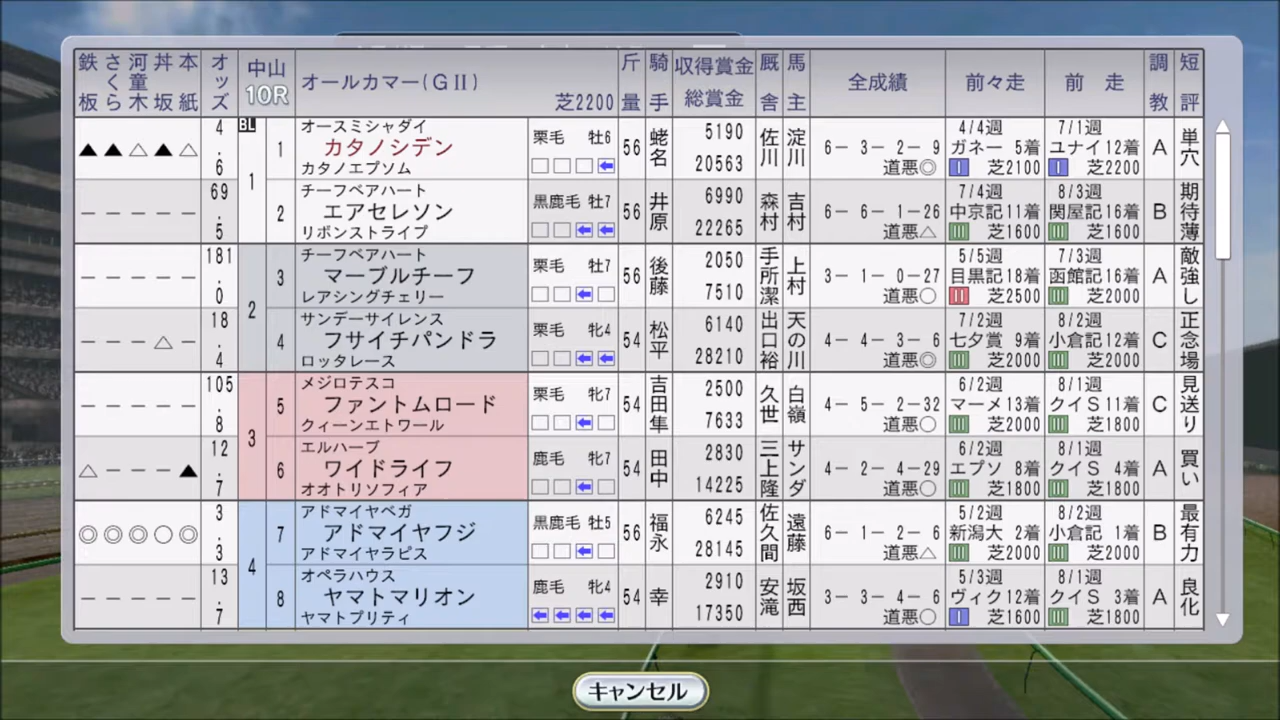 鉄板 さくら 河童木 丼坂 本紙 オッズ 中山 10R オールカマー(GⅡ) 芝2200 斤量 騎手 収得賞金 総賞金 厩舎 馬主 全成績 前々走 前 走 調教 短評
▲▲△▲△ 4.6 BL 1 1 オースミシャダイ 栗毛 牡6 56 蛯名 5190 佐川 淀川 6- 3- 2- 9 4/4週 7/1週 A 単穴
カタノシデン ガネー 5着 ユナイ12着
カタノエプソム 20563 道悪◎ Ⅰ 芝2100 Ⅰ 芝2200
----- 69.5 2 チーフベアハート 黒鹿毛 牡7 56 井原 6990 森村 吉村 6- 6- 1-26 7/4週 8/3週 B 期待薄
エアセレソン 中京記11着 関屋記16着
リボンストライプ 22265 道悪△ Ⅲ 芝1600 Ⅲ 芝1600
----- 181.0 2 3 チーフベアハート 栗毛 牡7 56 後藤 2050 手所潔 上村 3- 1- 0-27 5/5週 7/3週 A 敵強し
マーブルチーフ 目黒記18着 函館記16着
レアシングチェリー 7510 道悪○ Ⅱ 芝2500 Ⅲ 芝2000
---△- 18.4 4 サンデーサイレンス 栗毛 牝4 54 松平 6140 出口裕 天の川 4- 4- 3- 6 7/2週 8/2週 C 正念場
フサイチパンドラ 七夕賞 9着 小倉記12着
ロッタレース 28210 道悪◎ Ⅲ 芝2000 Ⅲ 芝2000
----- 105.8 3 5 メジロテスコ 栗毛 牝7 54 吉田隼 2500 久世 白嶺 4- 5- 2-32 6/2週 8/1週 C 見送り
ファントムロード マーメ13着 クイS11着
クィーンエトワール 7633 道悪○ Ⅲ 芝2000 Ⅲ 芝1800
△---▲ 12.7 6 エルハーブ 鹿毛 牝7 54 田中 2830 三上隆 サンダ 4- 2- 4-29 6/2週 8/1週 A 買い
ワイドライフ エプソ 8着 クイS 4着
オオトリソフィア 14225 道悪○ Ⅲ 芝1800 Ⅲ 芝1800
◎◎◎○◎ 3.3 4 7 アドマイヤベガ 黒鹿毛 牡5 56 福永 6245 佐久間 遠藤 6- 1- 2- 6 5/2週 8/2週 B 最有力
アドマイヤフジ 新潟大 2着 小倉記 1着
アドマイヤラピス 28145 道悪△ Ⅲ 芝2000 Ⅲ 芝2000
----- 13.7 8 オペラハウス 鹿毛 牝4 54 幸 2910 安滝 坂西 3- 3- 4- 6 5/3週 8/1週 A 良化
ヤマトマリオン ヴィク12着 クイS 3着
ヤマトプリティ 17350 道悪○ Ⅰ 芝1600 Ⅲ 芝1800
キャンセル